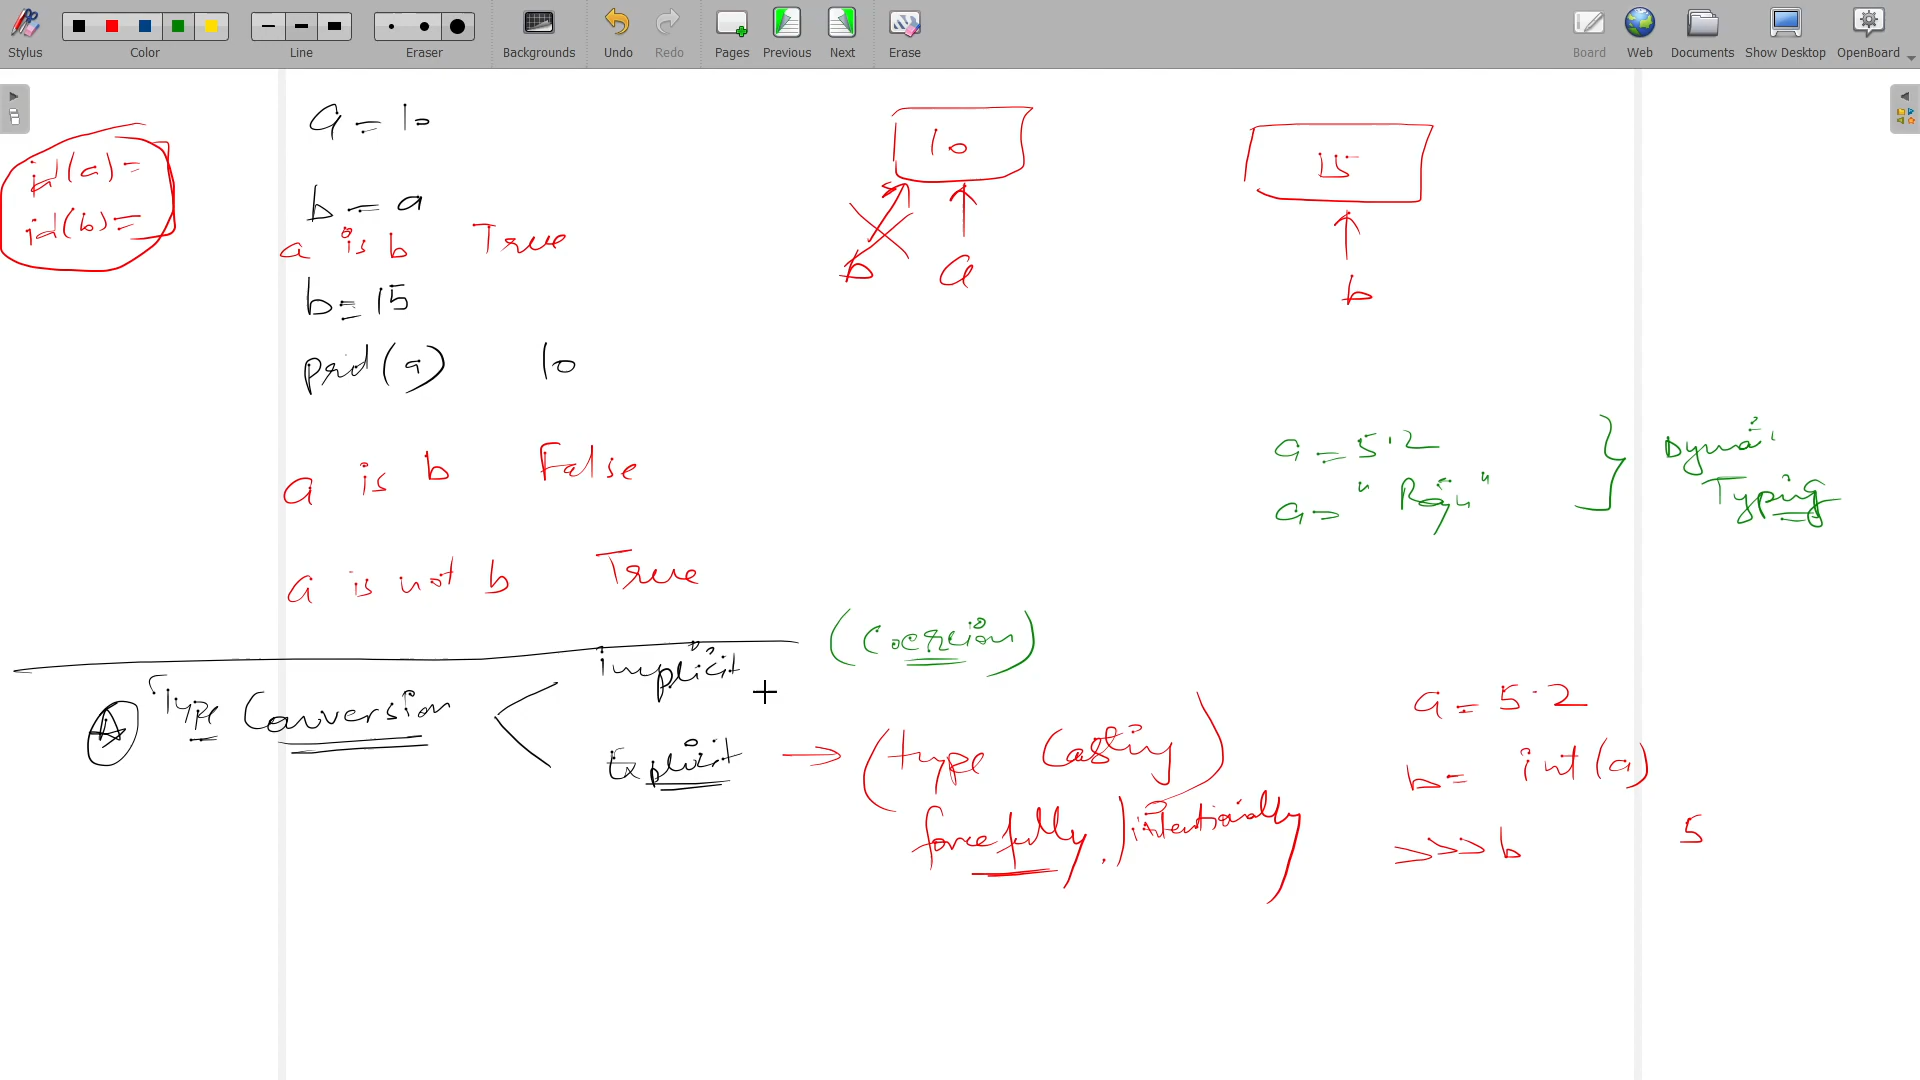 Stylus Color Line Eraser Backgrounds Undo Redo Pages Previous Next Erase Board Web Documents Show Desktop OpenBoard
id(a)=
id(b)=
a = 10
b = a
a is b True
b = 15
print(a) 10
a is b False
a is not b True
10
b a
15
b
a = 5.2
a = "Raju"
Typing
Type Conversion
implicit (Coercion)
Explicit → (type Casting
forcefully / intentionally)
a = 5.2
b = int(a)
>>> b 5